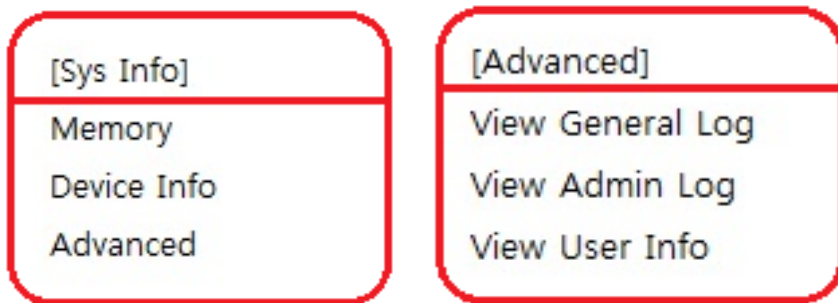 [Sys Info]
Memory
Device Info
Advanced
[Advanced]
View General Log
View Admin Log
View User Info